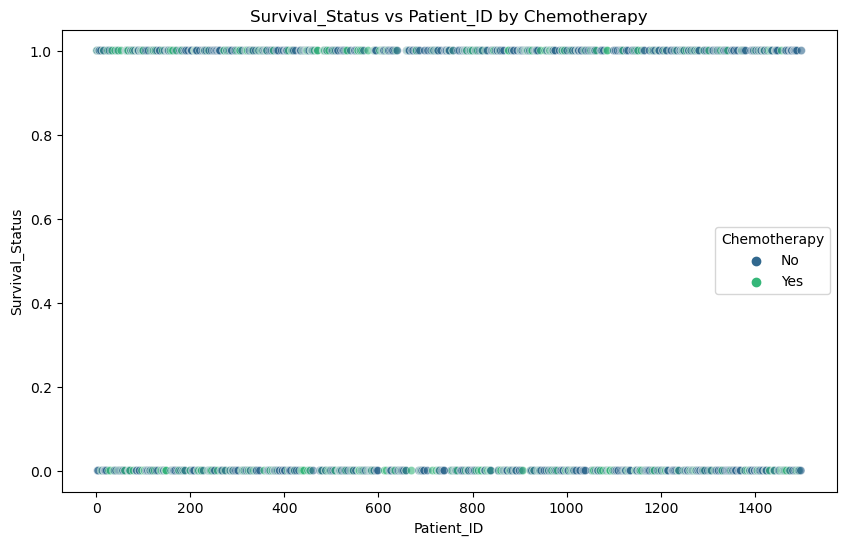 Survival_Status vs Patient_ID by Chemotherapy
1.0
0.8
0.6
0.4
0.2
0.0
Survival_Status
Chemotherapy
No
Yes
0 200 400 600 800 1000 1200 1400
Patient_ID